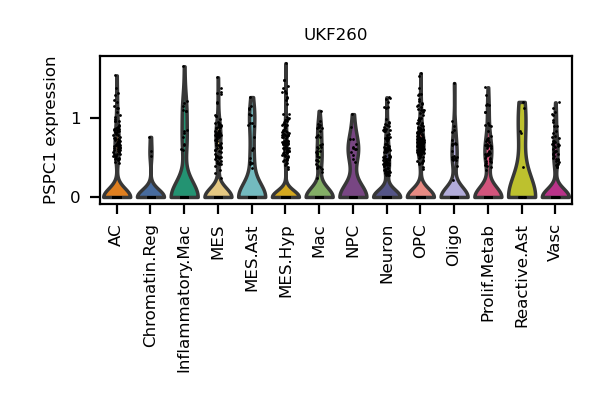 UKF260
PSPC1 expression
1
0
AC
Chromatin.Reg
Inflammatory.Mac
MES
MES.Ast
MES.Hyp
Mac
NPC
Neuron
OPC
Oligo
Prolif.Metab
Reactive.Ast
Vasc